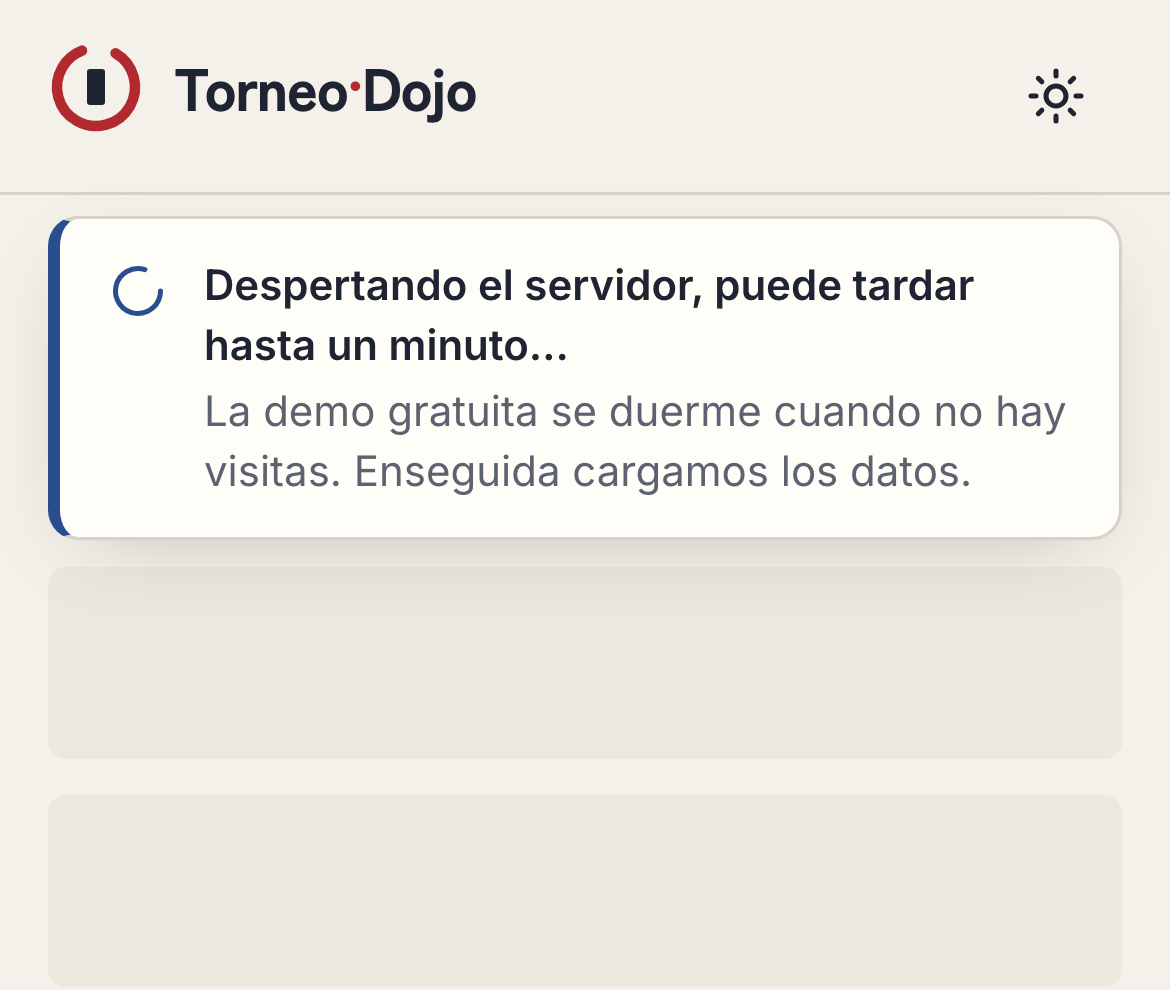 Torneo·Dojo
Despertando el servidor, puede tardar
hasta un minuto…
La demo gratuita se duerme cuando no hay
visitas. Enseguida cargamos los datos.